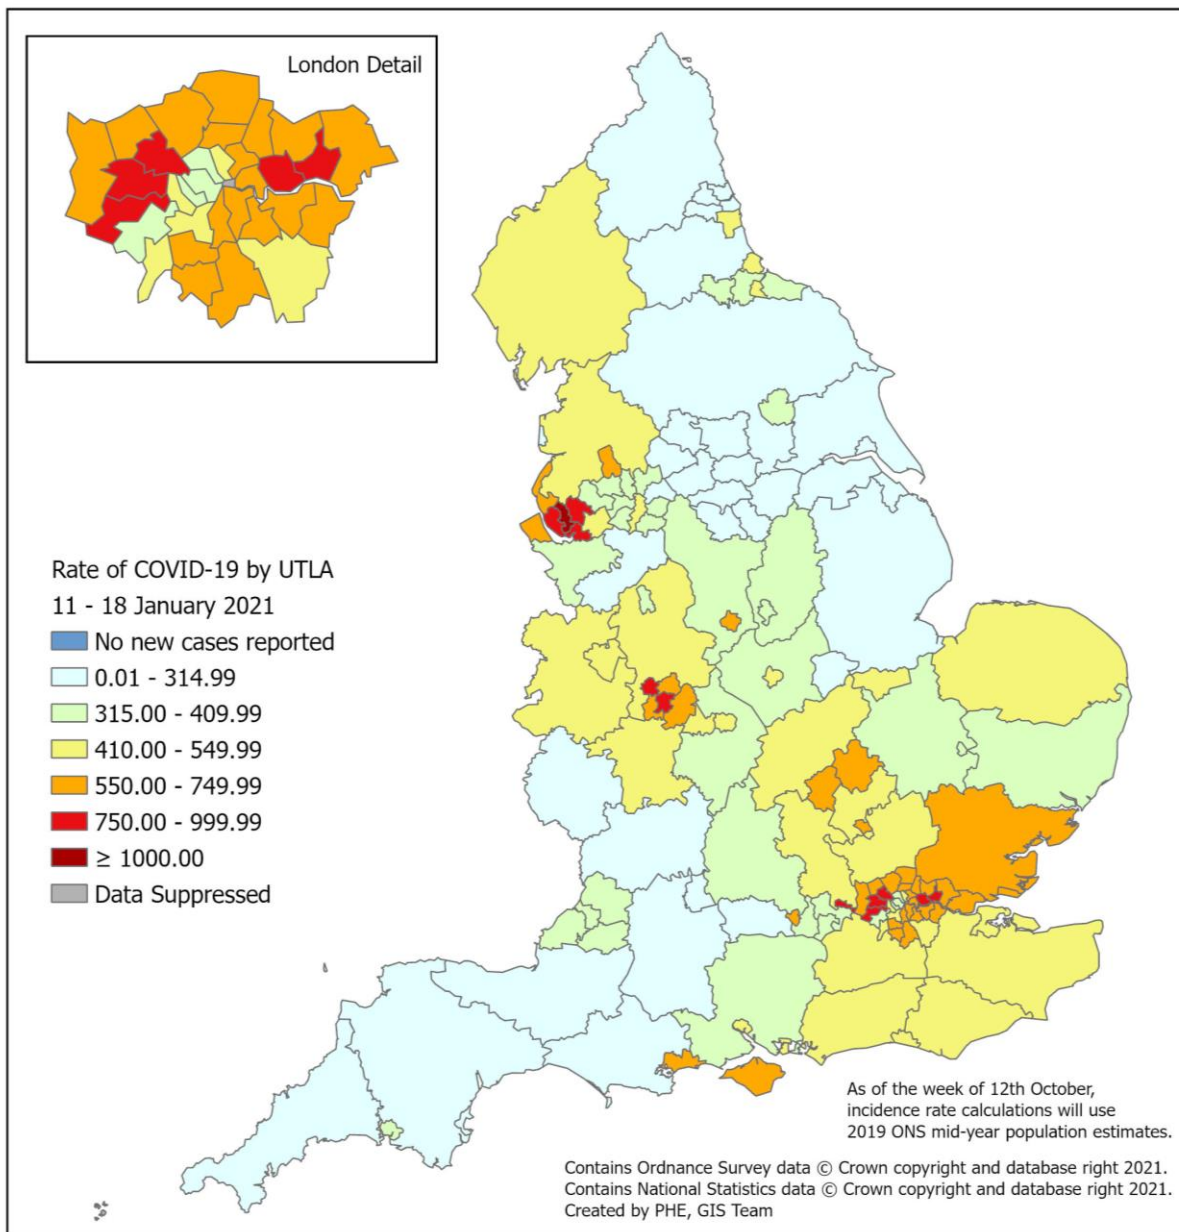 London Detail
Rate of COVID-19 by UTLA
11 - 18 January 2021
No new cases reported
0.01 - 314.99
315.00 - 409.99
410.00 - 549.99
550.00 - 749.99
750.00 - 999.99
≥ 1000.00
Data Suppressed
As of the week of 12th October,
incidence rate calculations will use
2019 ONS mid-year population estimates.
Contains Ordnance Survey data © Crown copyright and database right 2021.
Contains National Statistics data © Crown copyright and database right 2021.
Created by PHE, GIS Team